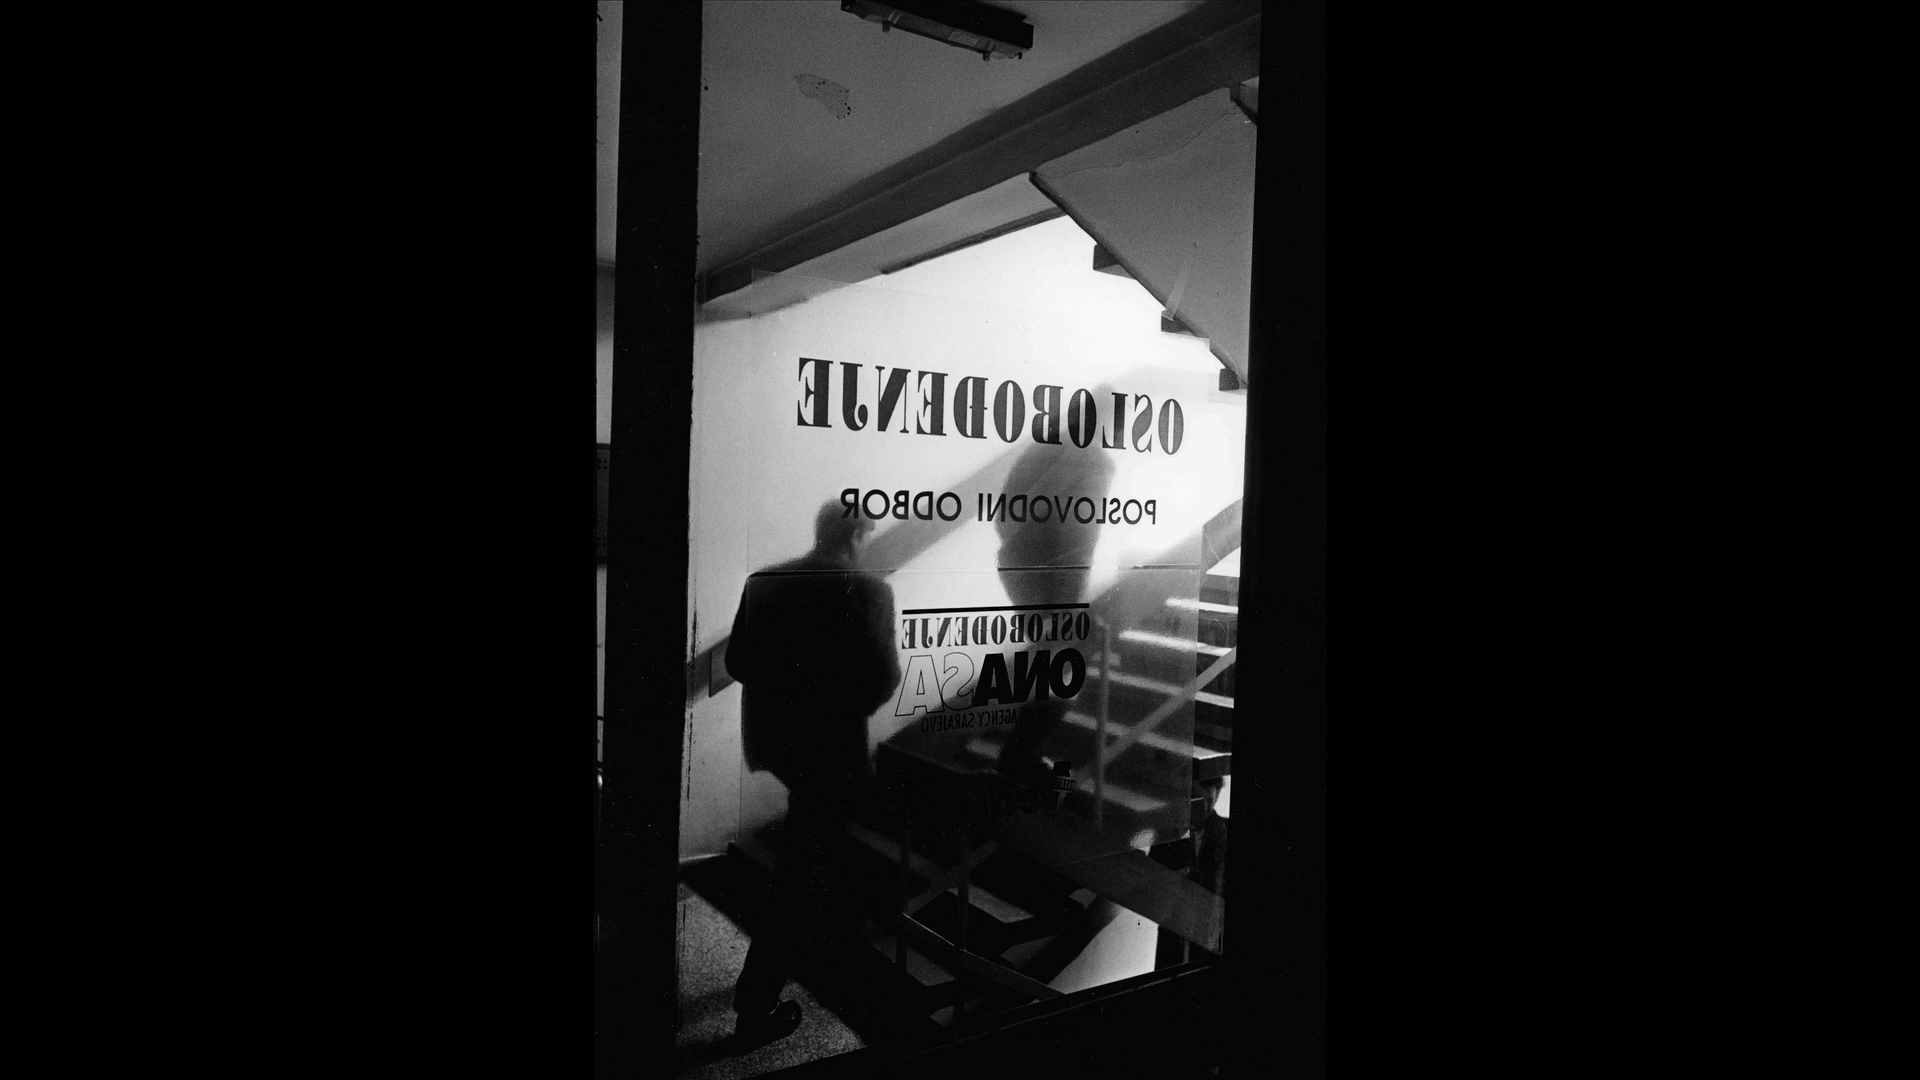 OSLOBOĐENJE
POSLOVODNI ODBOR
OSLOBOĐENJE
ONASA
AGENCY SARAJEVO